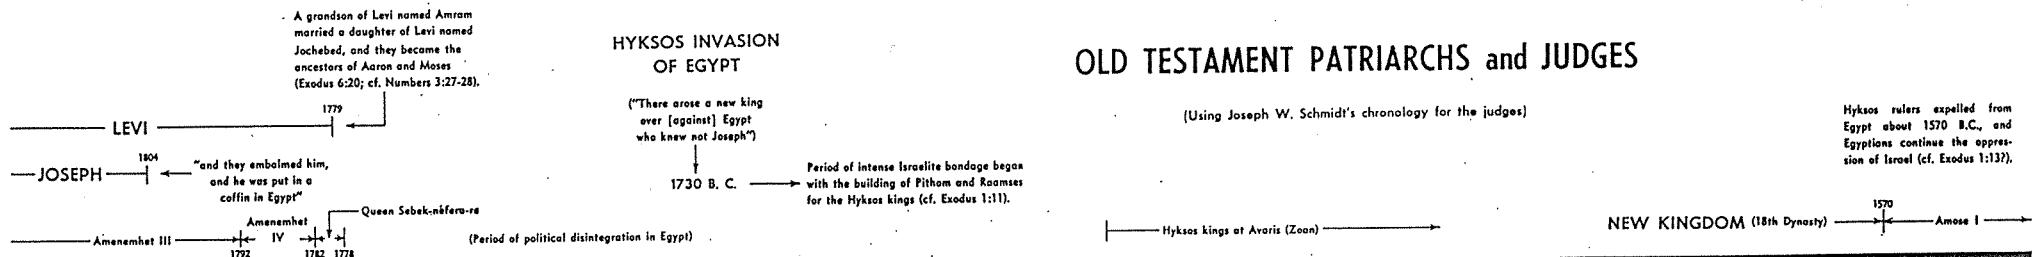 A grandson of Levi named Amram
married a daughter of Levi named
Jochebed, and they became the
ancestors of Aaron and Moses
(Exodus 6:20; cf. Numbers 3:27-28).
1779
LEVI
1804
JOSEPH
"and they embalmed him,
and he was put in a
coffin in Egypt"
Queen Sebek-neferu-re
Amenemhet
IV
Amenemhet III
1792
1782
1778
(Period of political disintegration in Egypt)
HYKSOS INVASION
OF EGYPT
("There arose a new king
over [against] Egypt
who knew not Joseph")
1730 B. C.
Period of intense Israelite bondage began
with the building of Pithom and Raamses
for the Hyksos kings (cf. Exodus 1:11).
OLD TESTAMENT PATRIARCHS and JUDGES
(Using Joseph W. Schmidt's chronology for the judges)
Hyksos kings at Avaris (Zoan)
Hyksos rulers expelled from
Egypt about 1570 B.C., and
Egyptians continue the oppres-
sion of Israel (cf. Exodus 1:13?).
1570
NEW KINGDOM (18th Dynasty)
Amose I